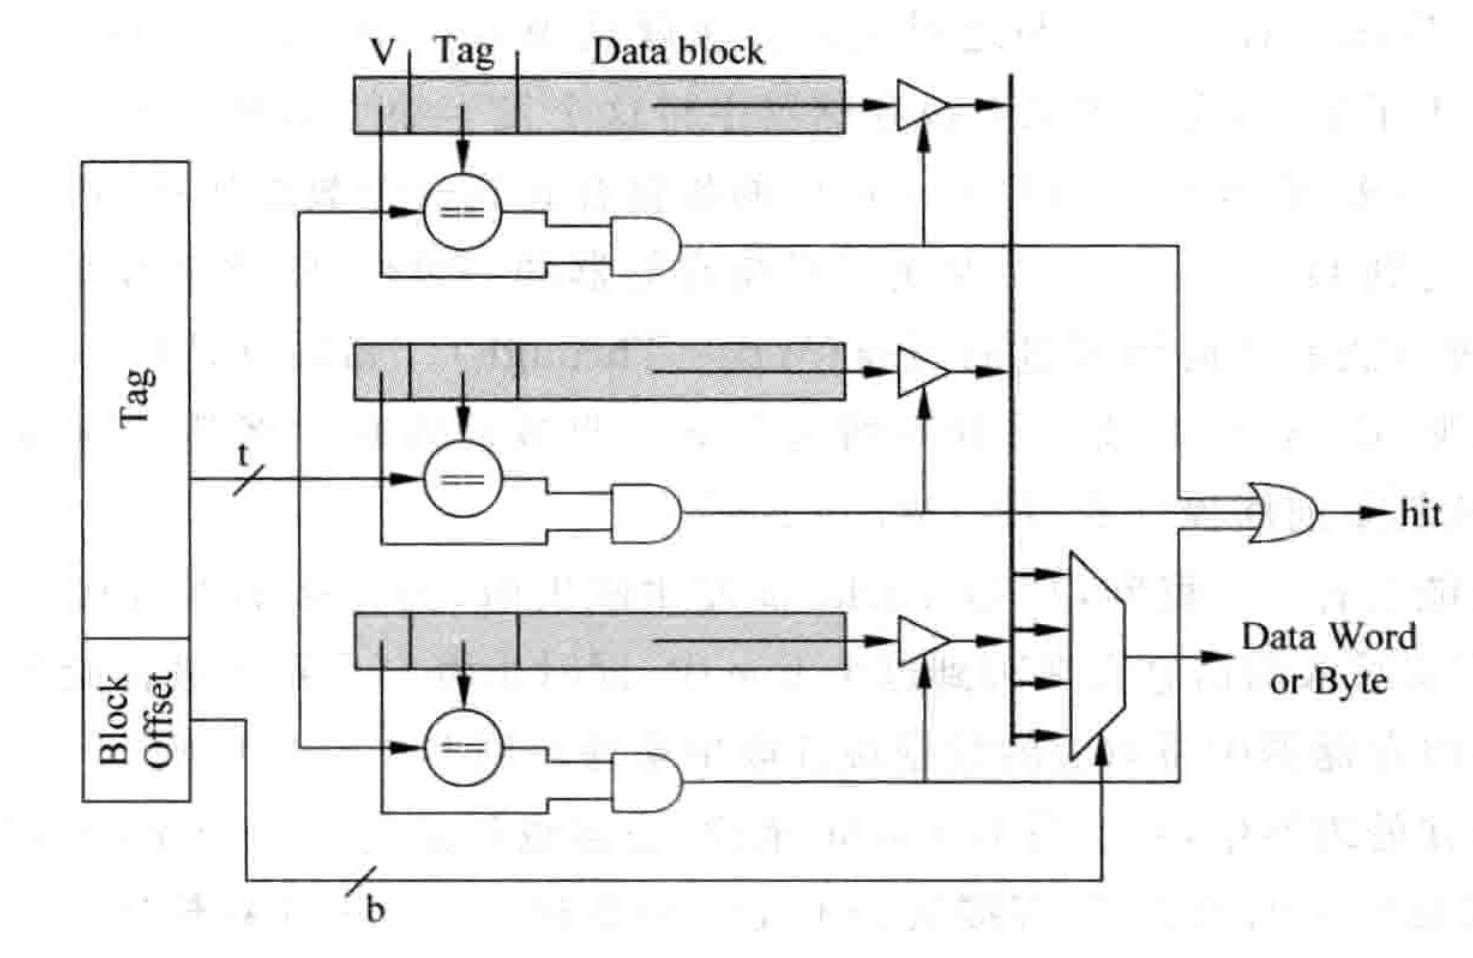 V
Tag
Data block
==
Tag
t
==
hit
Data Word
or Byte
Block
Offset
==
b